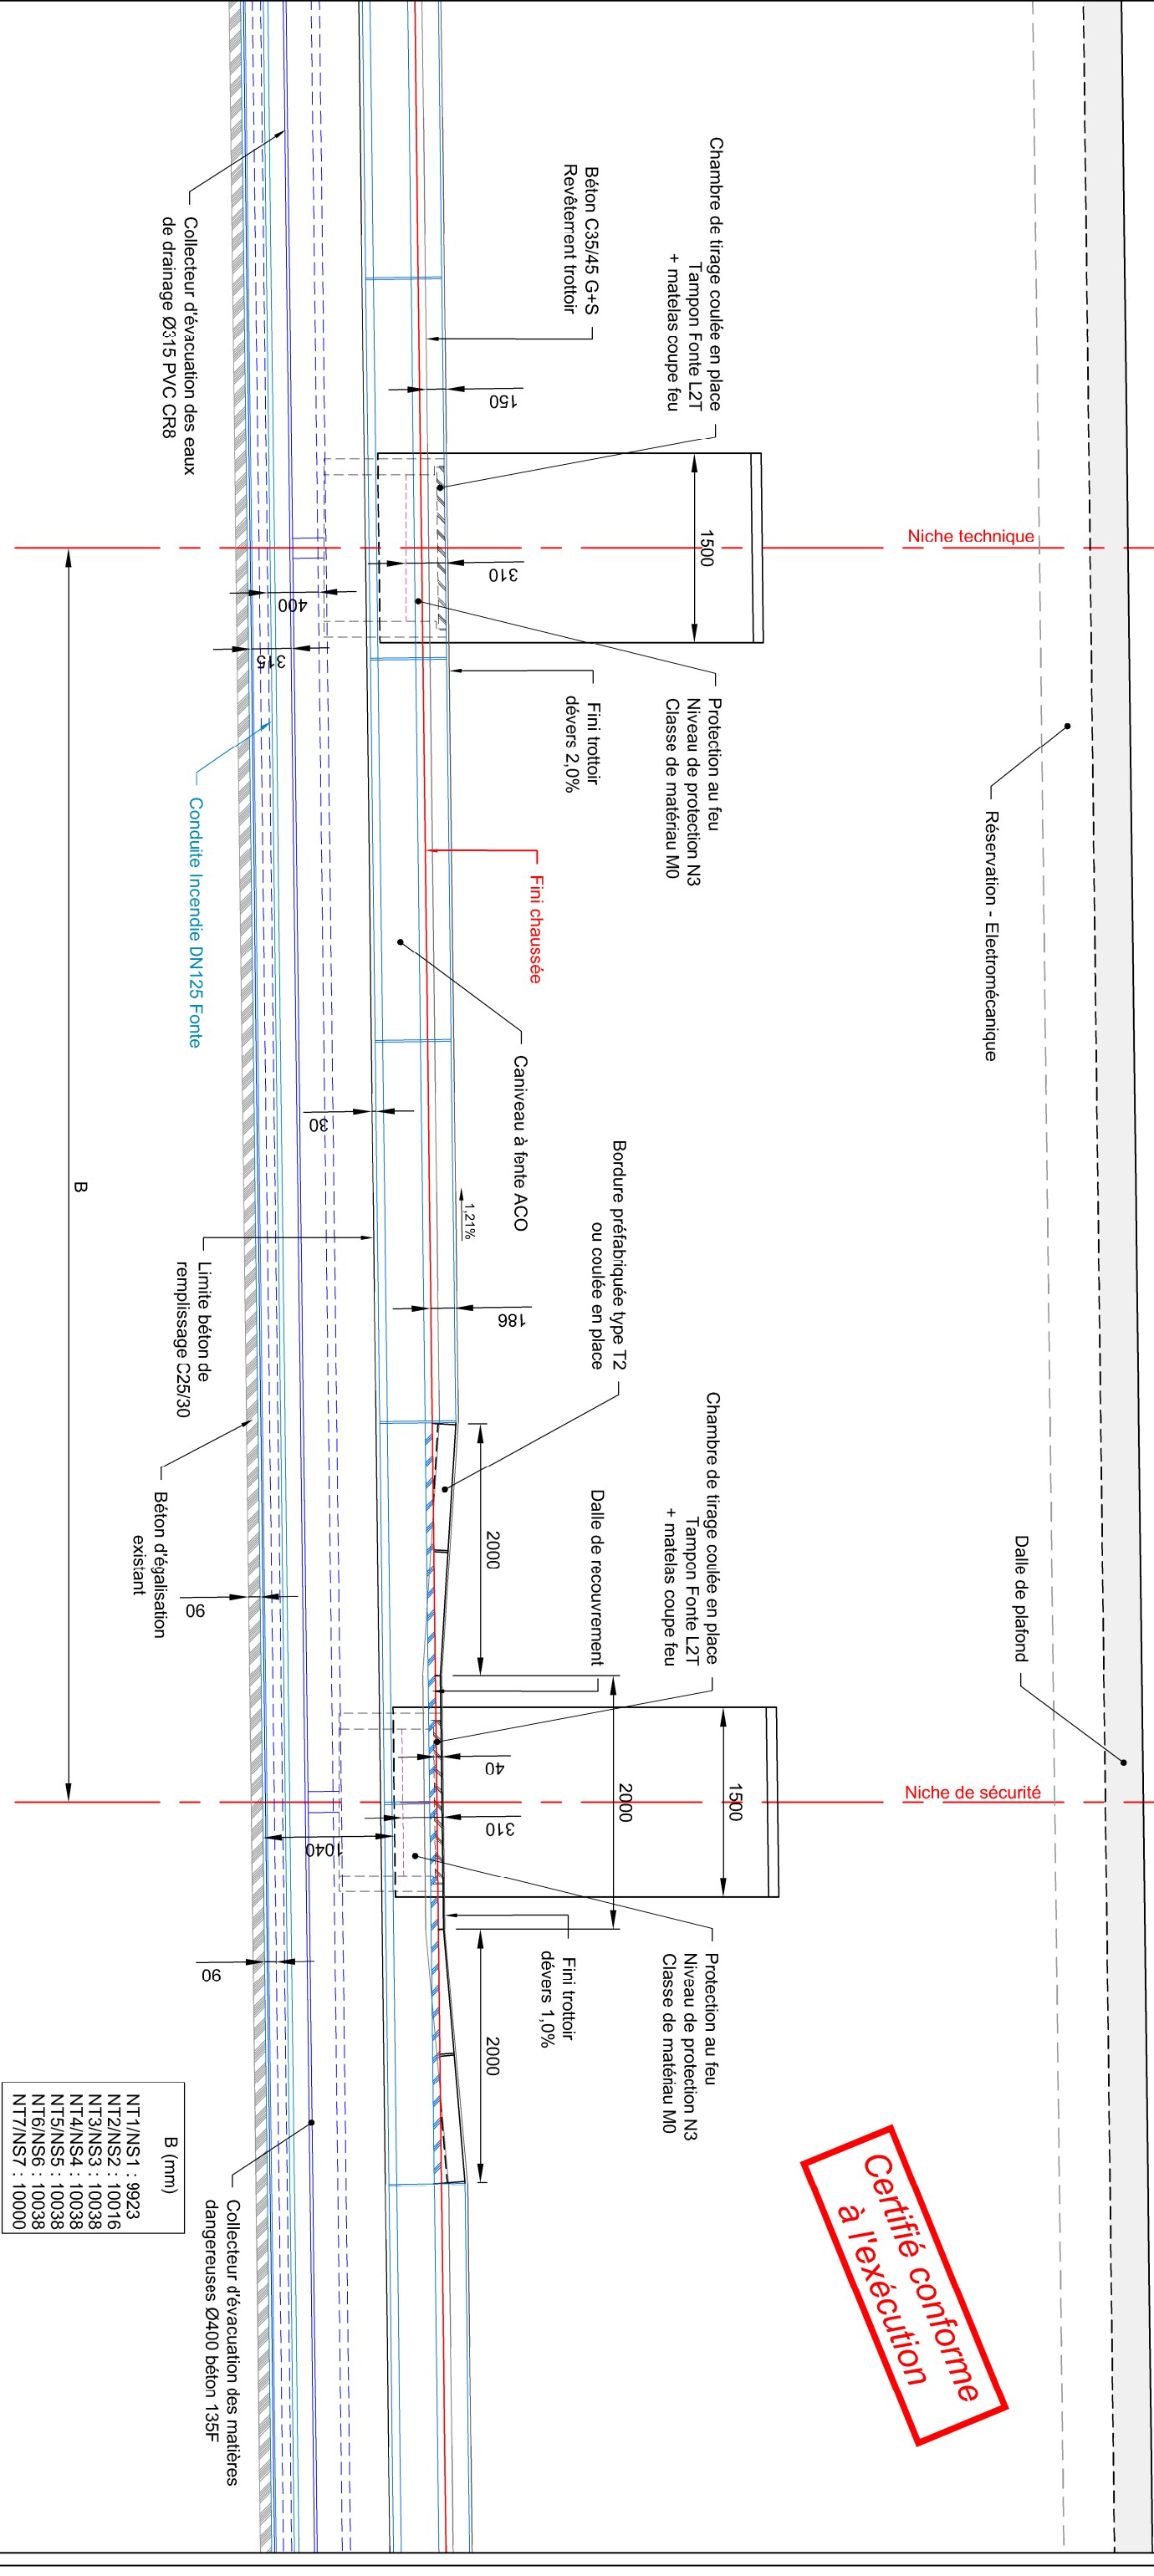 Chambre de tirage coulée en place
Tampon Fonte L2T
+ matelas coupe feu
Béton C35/45 G+S
Revêtement trottoir
150
Collecteur d'évacuation des eaux
de drainage Ø315 PVC CR8
Niche technique
1500
310
400
315
Protection au feu
Niveau de protection N3
Classe de matériau M0
Fini trottoir
dévers 2,0%
Réservation - Electromécanique
Fini chaussée
Conduite Incendie DN125 Fonte
Caniveau à fente ACO
30
B
1,21%
186
Bordure préfabriquée type T2
ou coulée en place
Limite béton de
remplissage C25/30
Béton d'égalisation
existant
90
2000
Chambre de tirage coulée en place
Tampon Fonte L2T
+ matelas coupe feu
Dalle de recouvrement
Dalle de plafond
Niche de sécurité
1500
2000
40
310
1040
90
Protection au feu
Niveau de protection N3
Classe de matériau M0
Fini trottoir
dévers 1,0%
2000
Collecteur d'évacuation des matières
dangereuses Ø400 béton 135F
Certifié conforme
à l'exécution
B (mm)
NT1/NS1 : 9923
NT2/NS2 : 10016
NT3/NS3 : 10038
NT4/NS4 : 10038
NT5/NS5 : 10038
NT6/NS6 : 10038
NT7/NS7 : 10000